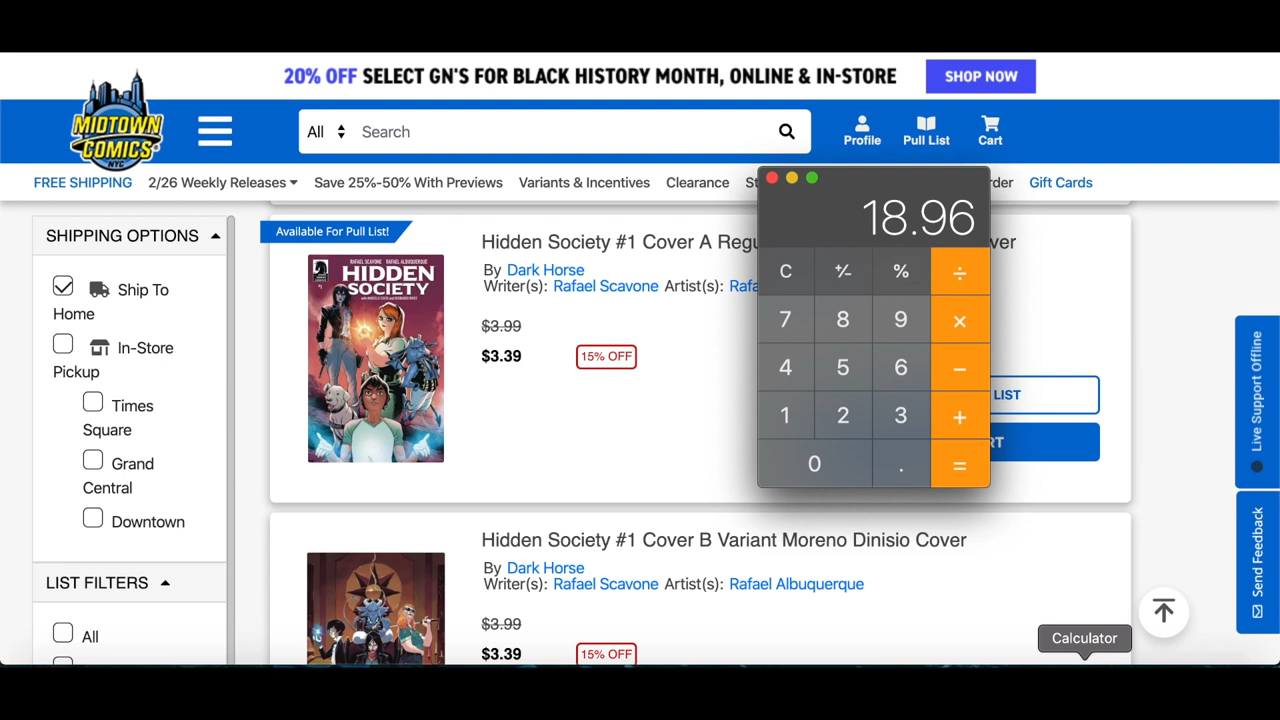 20% OFF SELECT GN'S FOR BLACK HISTORY MONTH, ONLINE & IN-STORE
SHOP NOW
MIDTOWN
COMICS
NYC
All
Search
Profile
Pull List
Cart
FREE SHIPPING
2/26 Weekly Releases
Save 25%-50% With Previews
Variants & Incentives
Clearance
Gift Cards
SHIPPING OPTIONS
Ship To
Home
In-Store
Pickup
Times
Square
Grand
Central
Downtown
LIST FILTERS
All
Available For Pull List!
RAFAEL SCAVONE RAFAEL ALBUQUERQUE
HIDDEN
SOCIETY
Hidden Society #1 Cover A
By Dark Horse
Writer(s): Rafael Scavone Artist(s):
$3.99
$3.39
15% OFF
LIST
18.96
C
+⁄-
%
÷
7
8
9
×
4
5
6
−
1
2
3
+
0
.
=
Hidden Society #1 Cover B Variant Moreno Dinisio Cover
By Dark Horse
Writer(s): Rafael Scavone Artist(s): Rafael Albuquerque
$3.99
$3.39
15% OFF
Calculator
Live Support Offline
Send Feedback